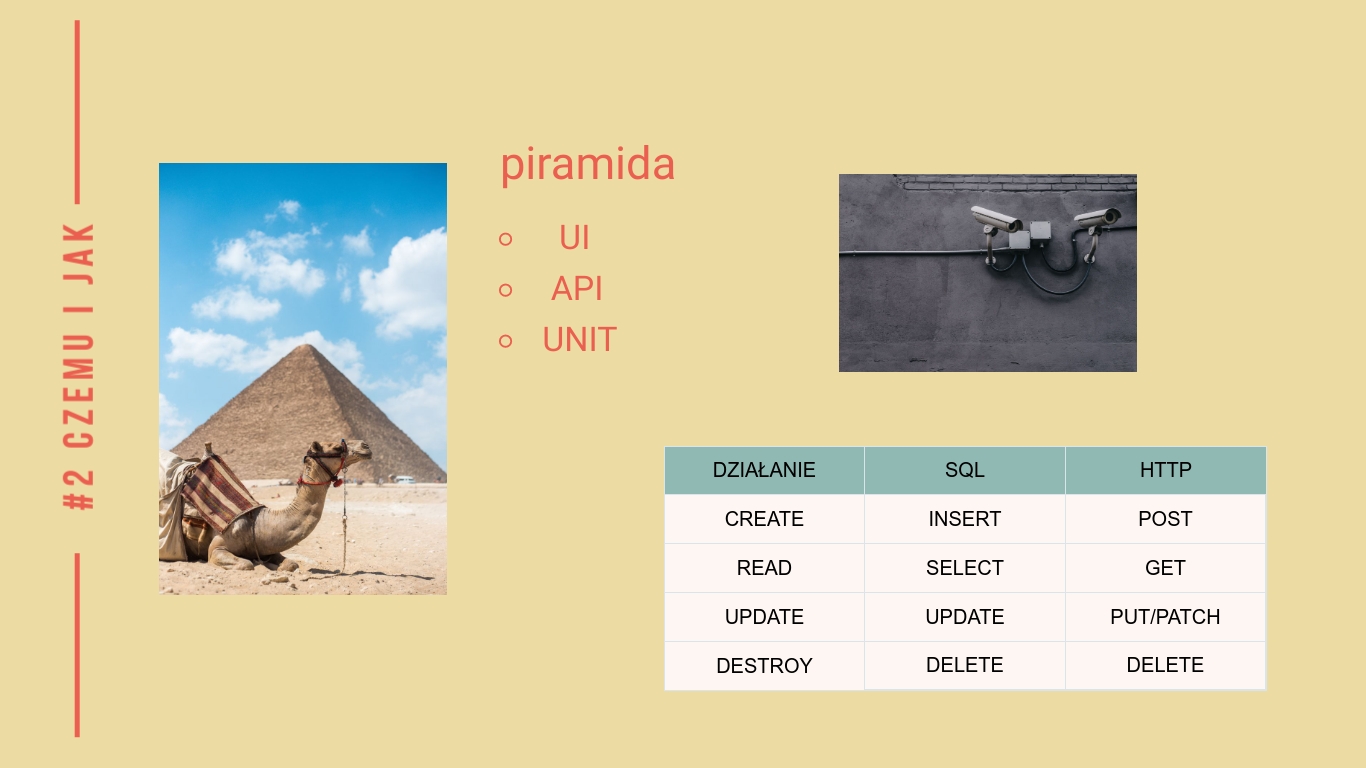 #2 CZEMU I JAK
piramida
UI
API
UNIT
DZIAŁANIE SQL HTTP
CREATE INSERT POST
READ SELECT GET
UPDATE UPDATE PUT/PATCH
DESTROY DELETE DELETE